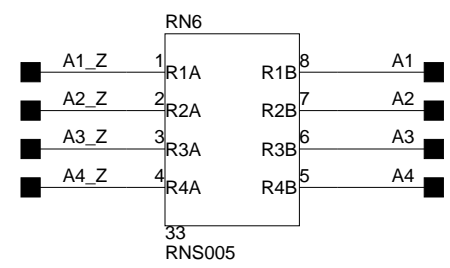 RN6
A1_Z 1 R1A R1B 8 A1
A2_Z 2 R2A R2B 7 A2
A3_Z 3 R3A R3B 6 A3
A4_Z 4 R4A R4B 5 A4
33
RNS005